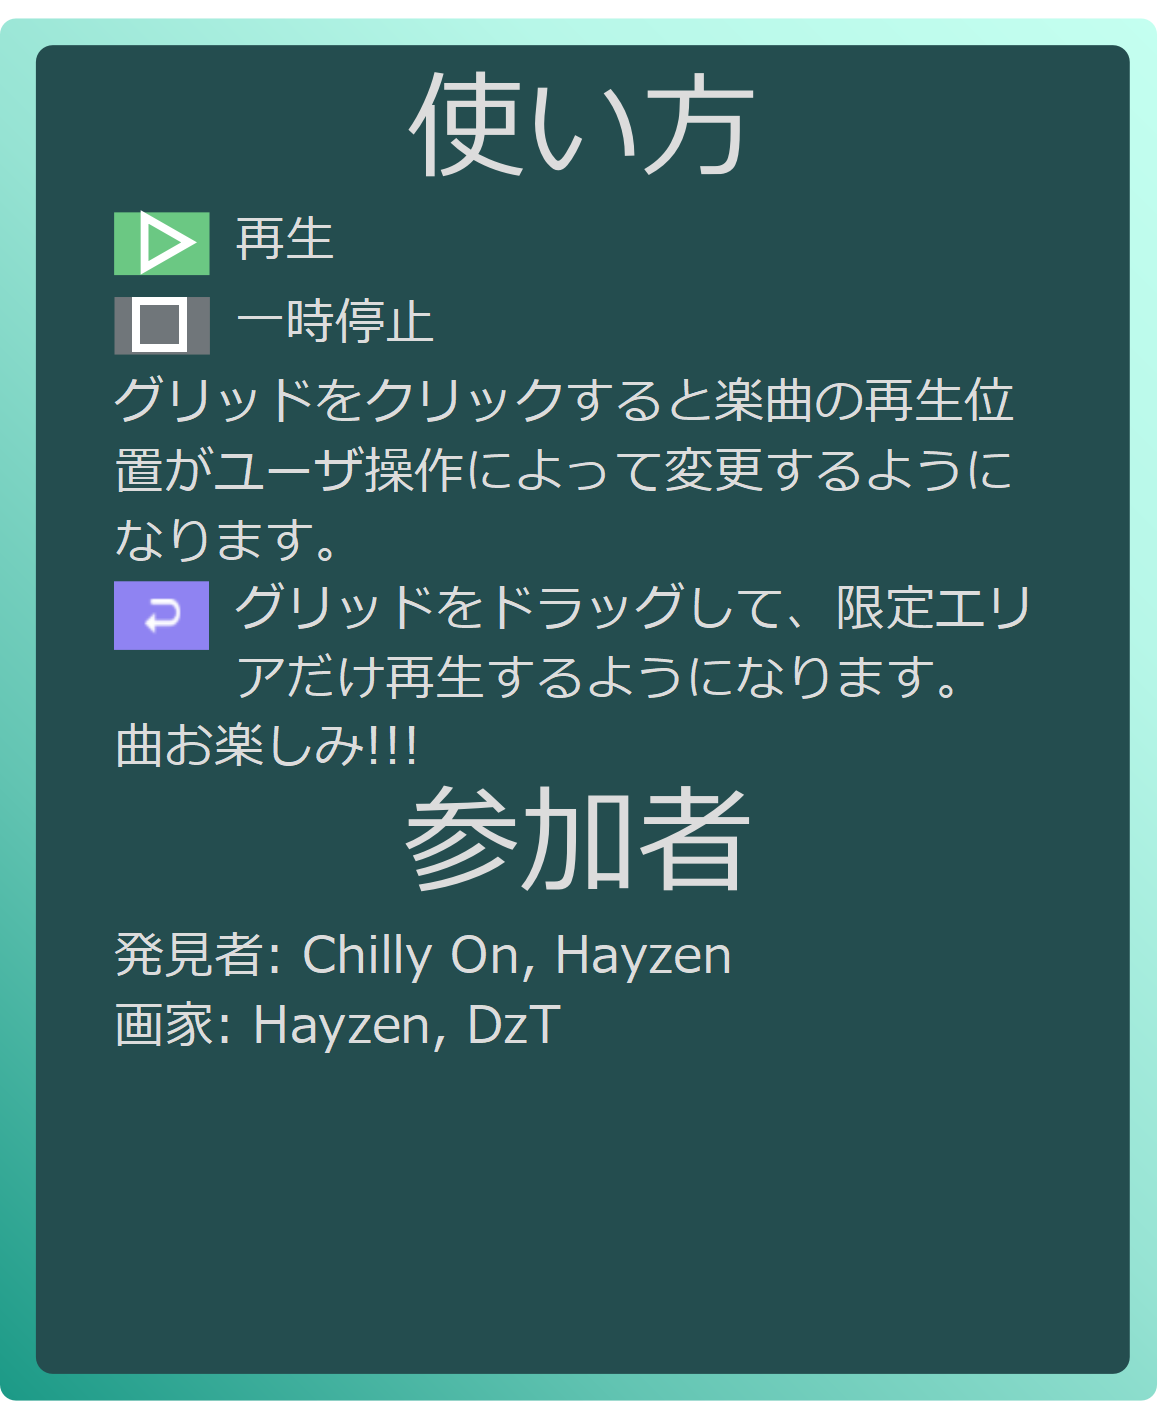 使い方
再生
一時停止
グリッドをクリックすると楽曲の再生位
置がユーザ操作によって変更するように
なります。
グリッドをドラッグして、限定エリ
アだけ再生するようになります。
曲お楽しみ!!!
参加者
発見者: Chilly On, Hayzen
画家: Hayzen, DzT